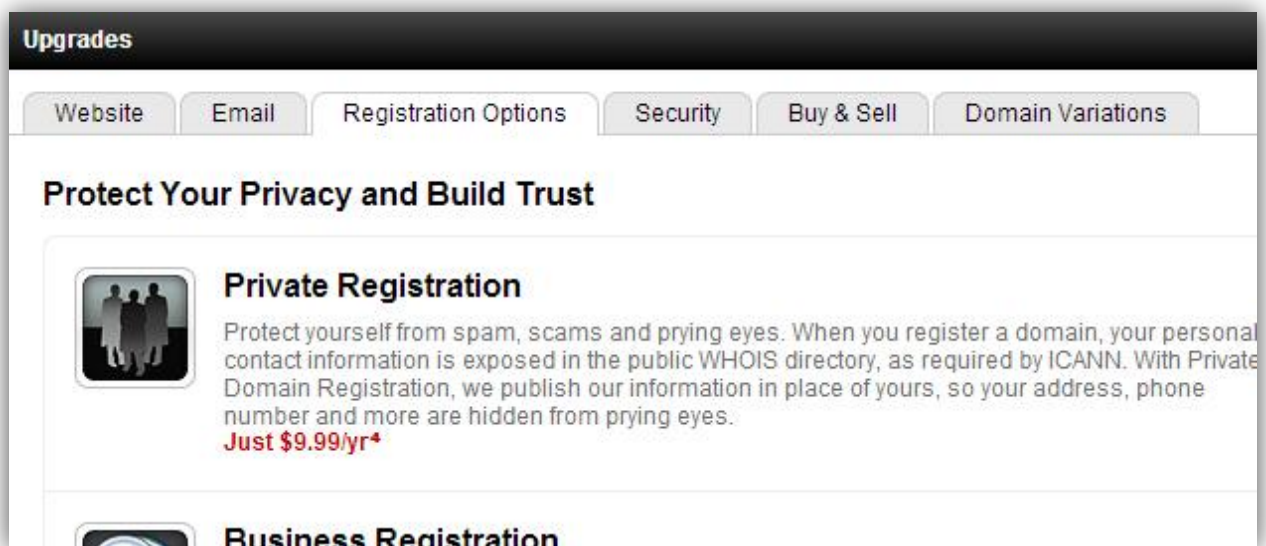 Upgrades
Website Email Registration Options Security Buy & Sell Domain Variations
Protect Your Privacy and Build Trust
Private Registration
Protect yourself from spam, scams and prying eyes. When you register a domain, your personal
contact information is exposed in the public WHOIS directory, as required by ICANN. With Private
Domain Registration, we publish our information in place of yours, so your address, phone
number and more are hidden from prying eyes.
Just $9.99/yr⁴
Business Registration